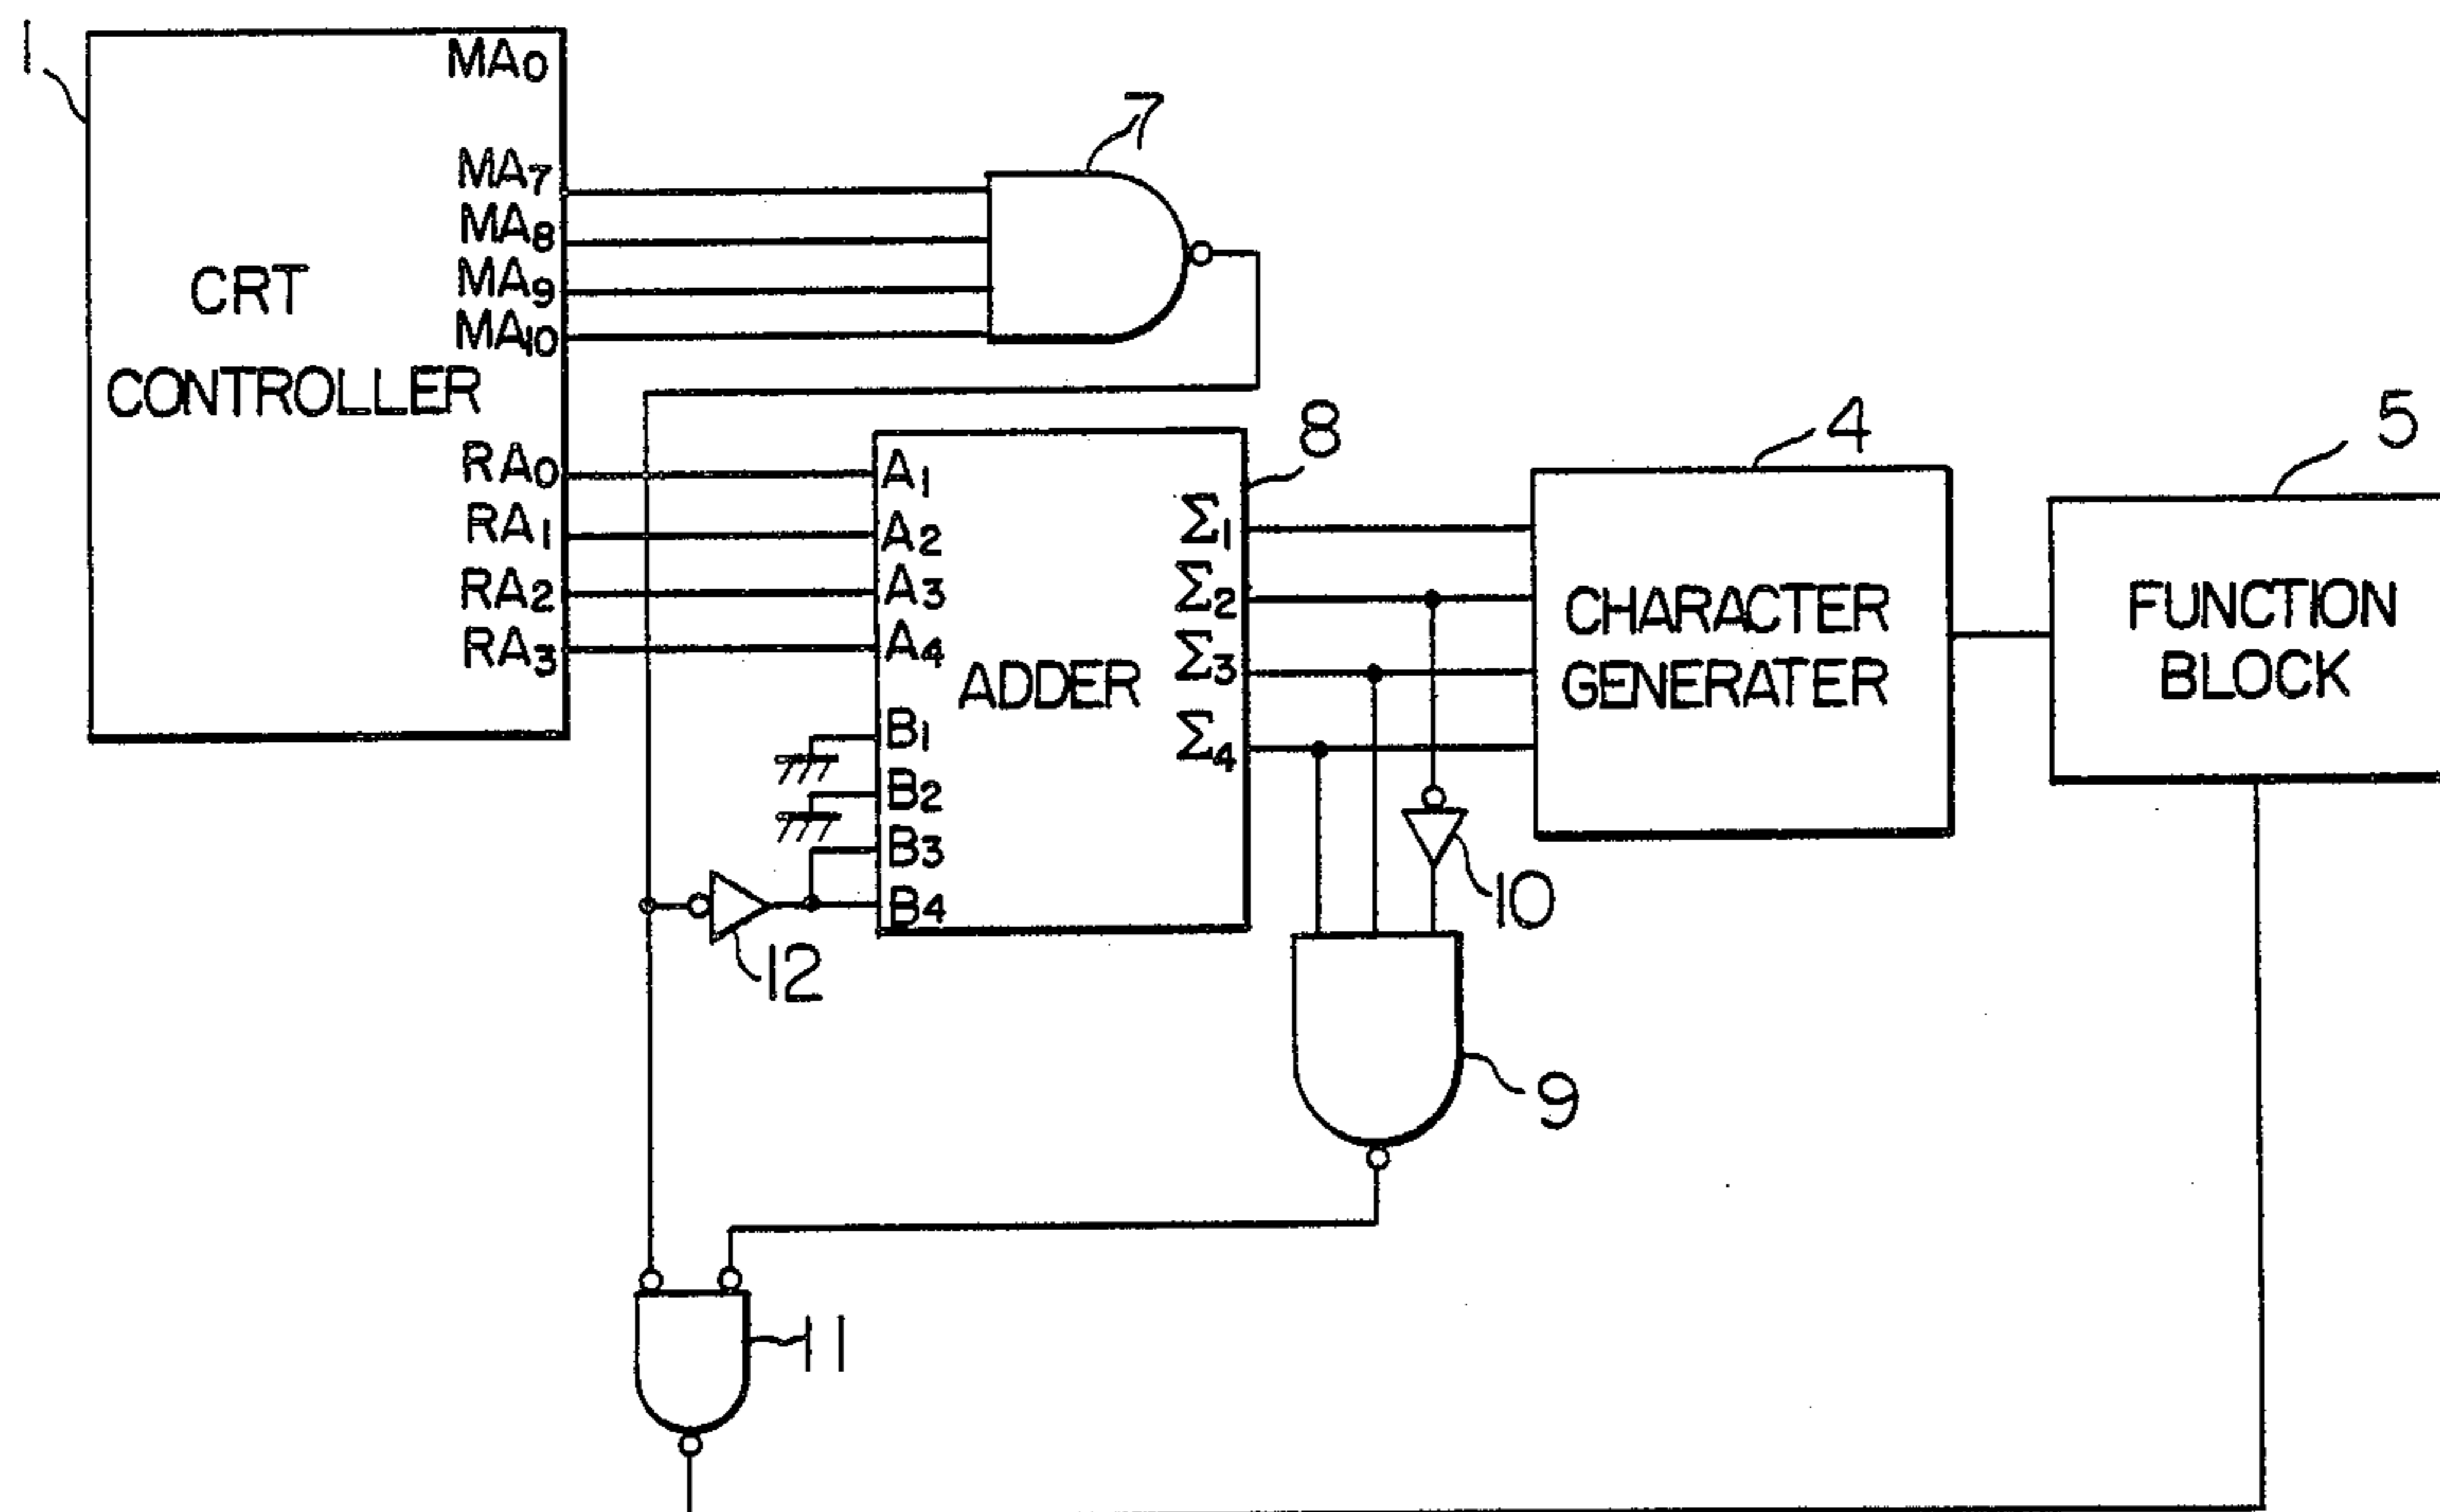 1
MA0
MA7
MA8
MA9
MA10
CRT
CONTROLLER
RA0
RA1
RA2
RA3
7
8
A1
A2
A3
A4
B1
B2
B3
B4
ADDER
Σ1
Σ2
Σ3
Σ4
4
CHARACTER
GENERATER
5
FUNCTION
BLOCK
10
12
9
11